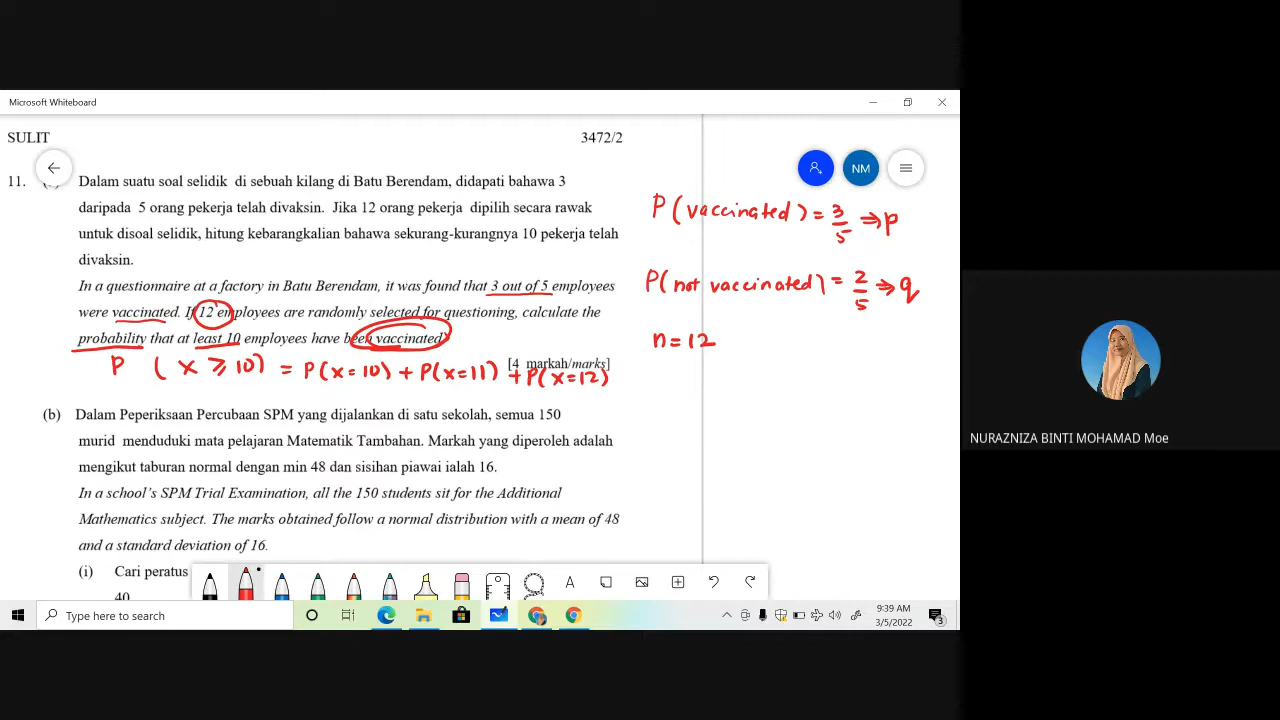 Microsoft Whiteboard
SULIT 3472/2
NM
11. Dalam suatu soal selidik di sebuah kilang di Batu Berendam, didapati bahawa 3
daripada 5 orang pekerja telah divaksin. Jika 12 orang pekerja dipilih secara rawak
untuk disoal selidik, hitung kebarangkalian bahawa sekurang-kurangnya 10 pekerja telah
divaksin.
In a questionaire at a factory in Batu Berendam, it was found that 3 out of 5 employees
were vaccinated. If 12 employees are randomly selected for questioning, calculate the
probability that at least 10 employees have been vaccinated
[4 markah/marks]
P (x ≥ 10) = P(x=10) + P(x=11) + P(x=12)
P(vaccinated) = 3/5 ⇒ p
P(not vaccinated) = 2/5 ⇒ q
n = 12
(b) Dalam Peperiksaan Percubaan SPM yang dijalankan di satu sekolah, semua 150
murid menduduki mata pelajaran Matematik Tambahan. Markah yang diperoleh adalah
mengikut taburan normal dengan min 48 dan sisihan piawai ialah 16.
In a school's SPM Trial Examination, all the 150 students sit for the Additional
Mathematics subject. The marks obtained follow a normal distribution with a mean of 48
and a standard deviation of 16.
(i) Cari peratus
40.
A
Type here to search
9:39 AM
3/5/2022
3
NURAZNIZA BINTI MOHAMAD Moe